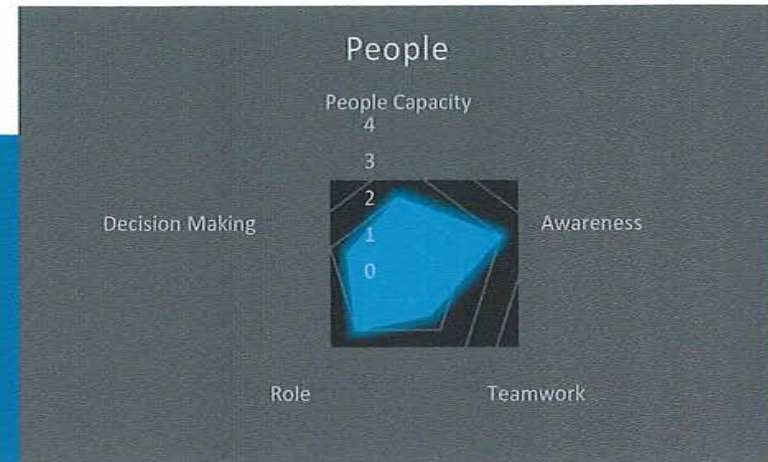 People
People Capacity
4
3
2
1
0
Decision Making
Awareness
Role
Teamwork